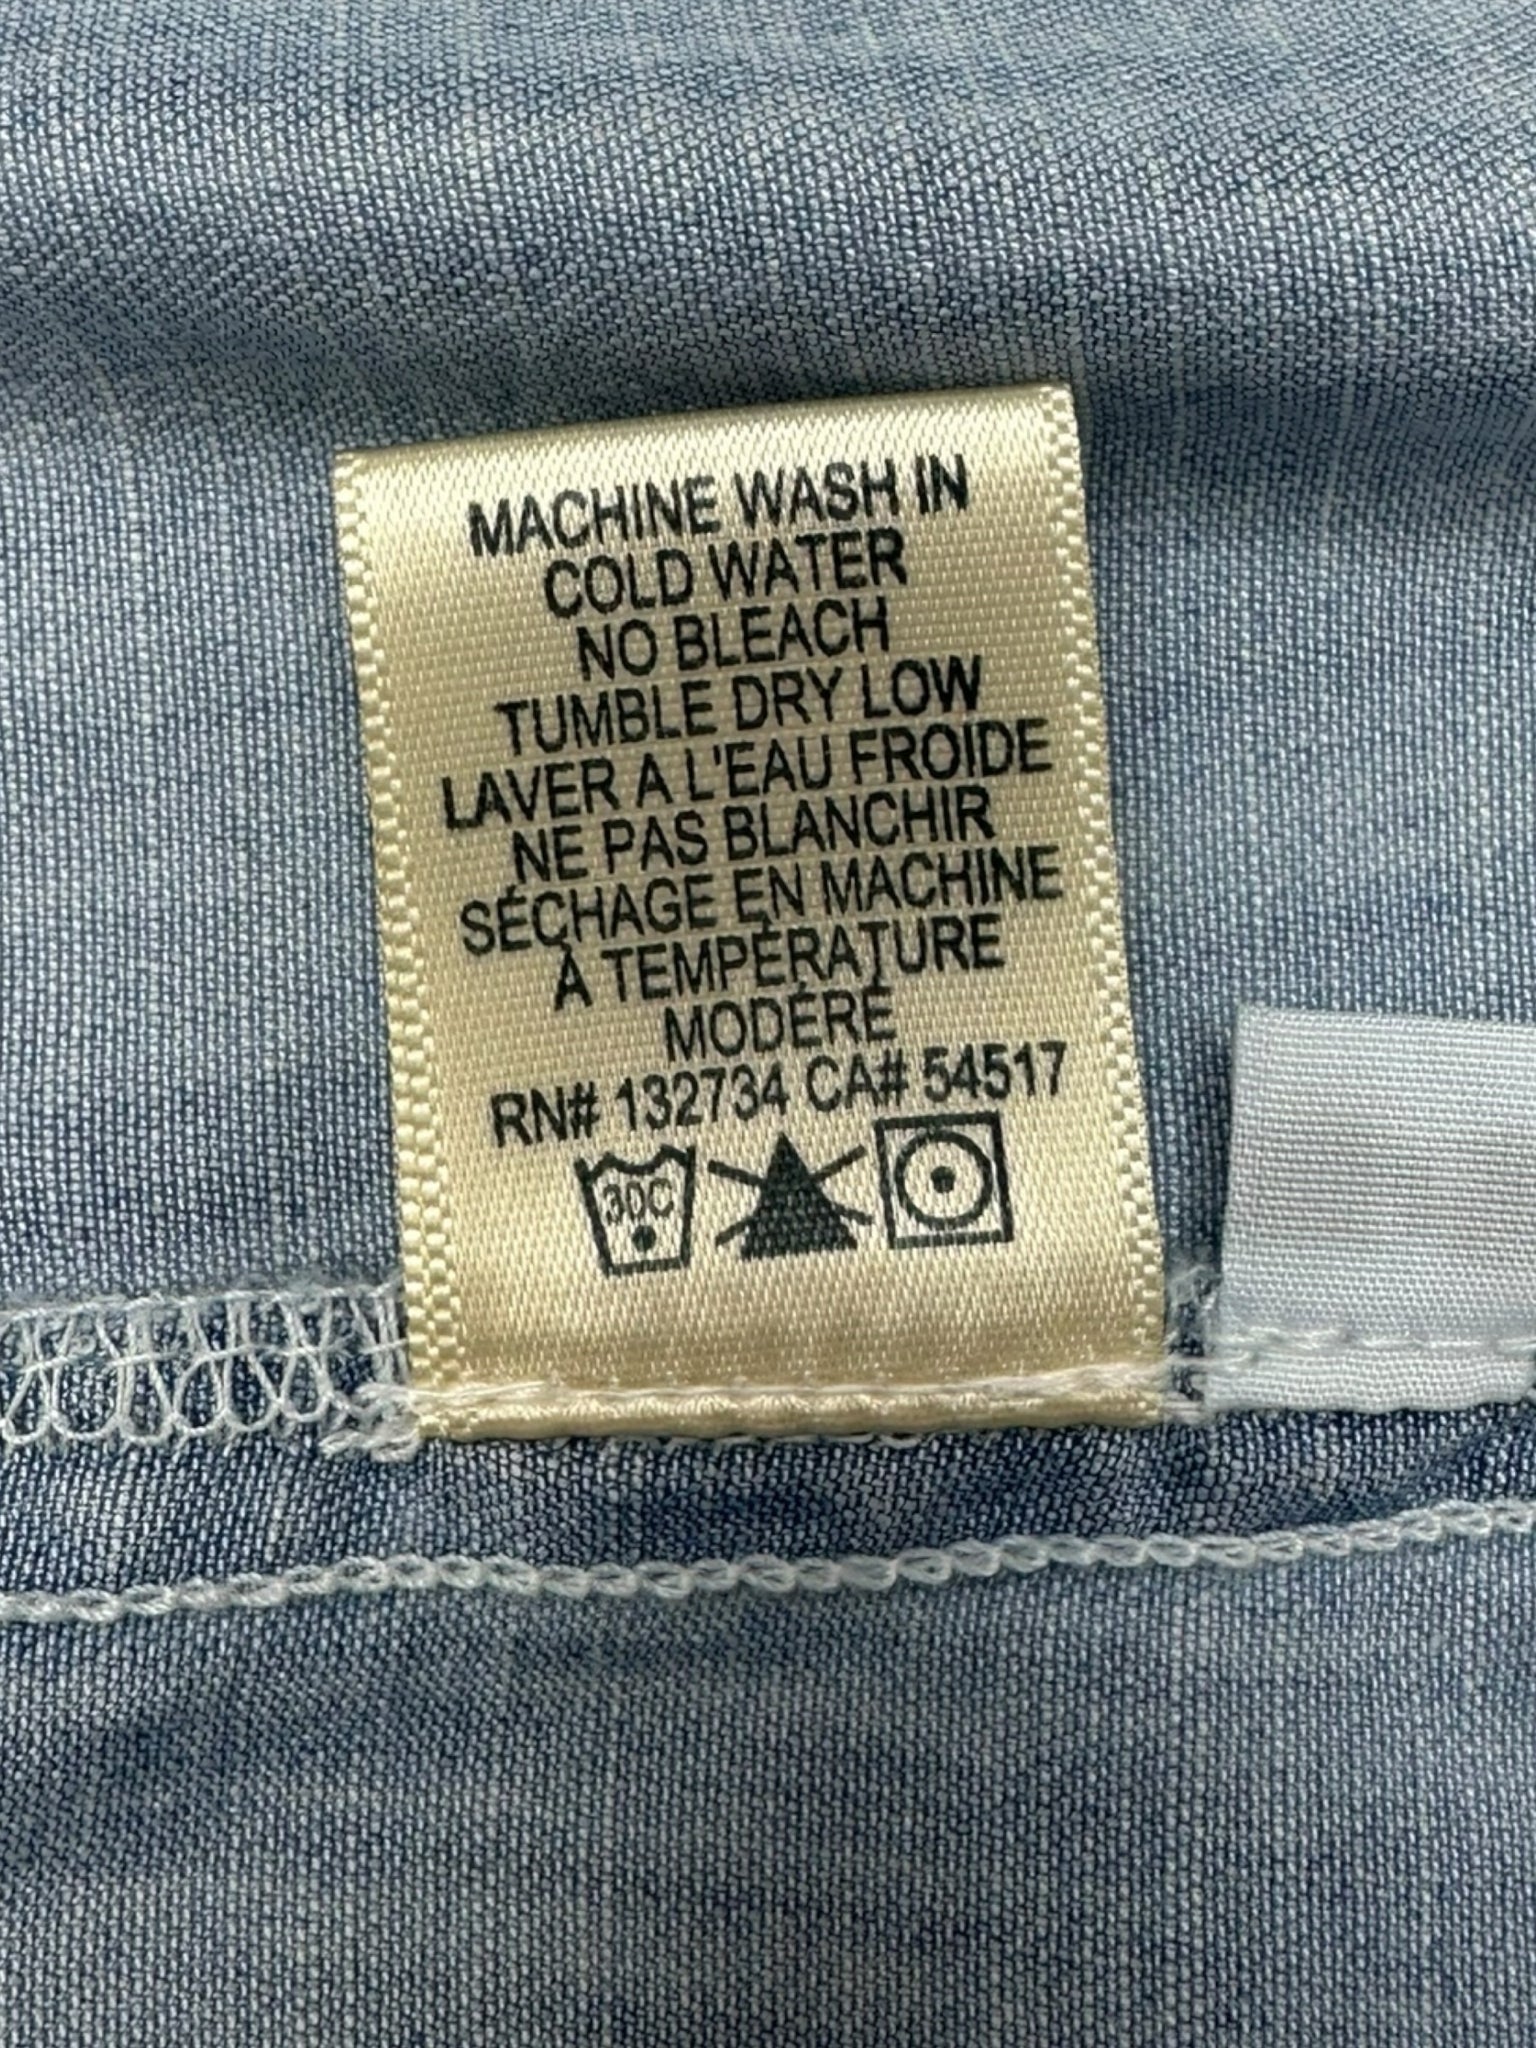 MACHINE WASH IN
COLD WATER
NO BLEACH
TUMBLE DRY LOW
LAVER A L'EAU FROIDE
NE PAS BLANCHIR
SÉCHAGE EN MACHINE
À TEMPÉRATURE
MODÉRÉ
RN# 132734 CA# 54517
30C